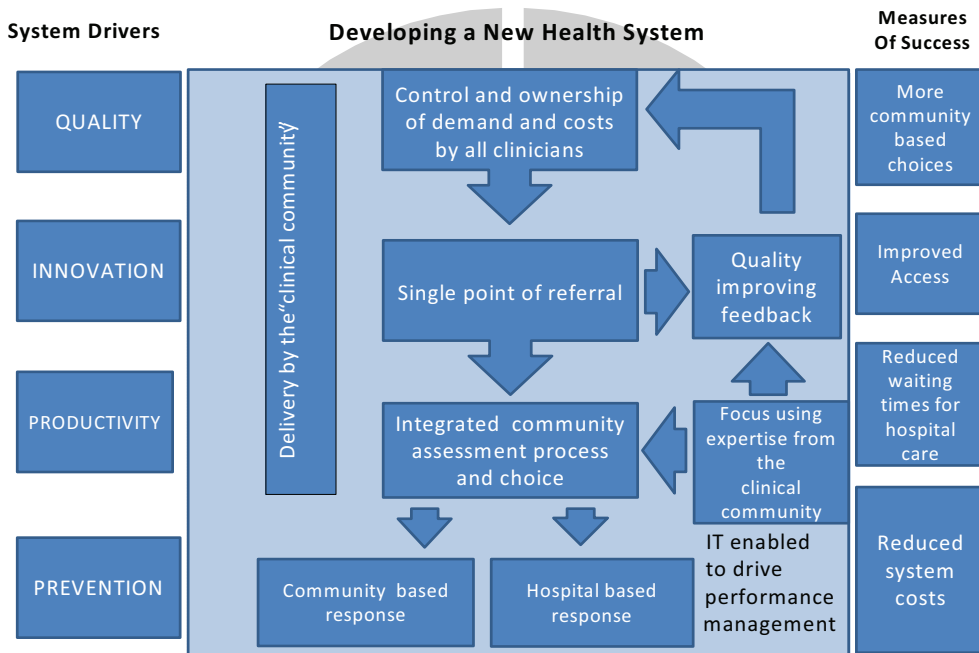 System Drivers
QUALITY
INNOVATION
PRODUCTIVITY
PREVENTION
Developing a New Health System
Delivery by the“clinical community”
Control and ownership
of demand and costs
by all clinicians
Single point of referral
Quality
improving
feedback
Integrated community
assessment process
and choice
Focus using
expertise from
the
clinical
community
Community based
response
Hospital based
response
IT enabled
to drive
performance
management
Measures
Of Success
More
community
based
choices
Improved
Access
Reduced
waiting
times for
hospital
care
Reduced
system
costs